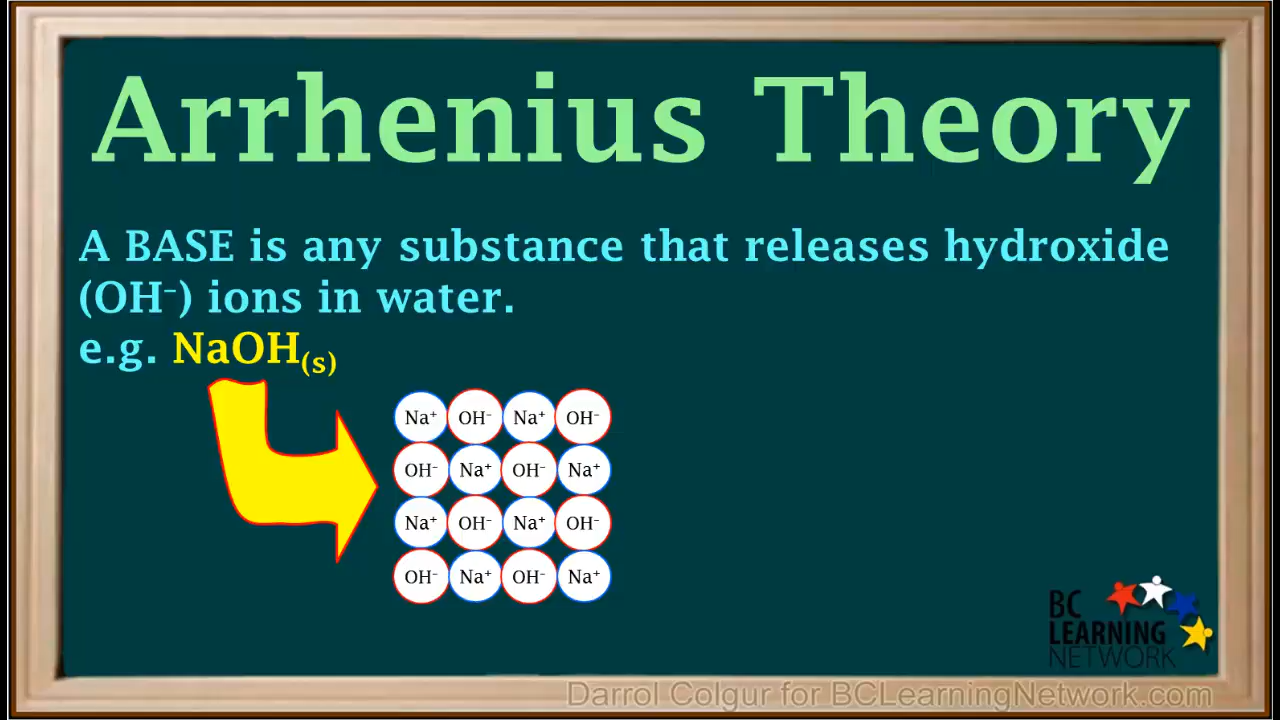 Arrhenius Theory
A BASE is any substance that releases hydroxide
(OH⁻) ions in water.
e.g. NaOH₍s₎
Na⁺ OH⁻ Na⁺ OH⁻
OH⁻ Na⁺ OH⁻ Na⁺
Na⁺ OH⁻ Na⁺ OH⁻
OH⁻ Na⁺ OH⁻ Na⁺
BC
LEARNING
NETWORK
Darrol Colgur for BCLearningNetwork.com